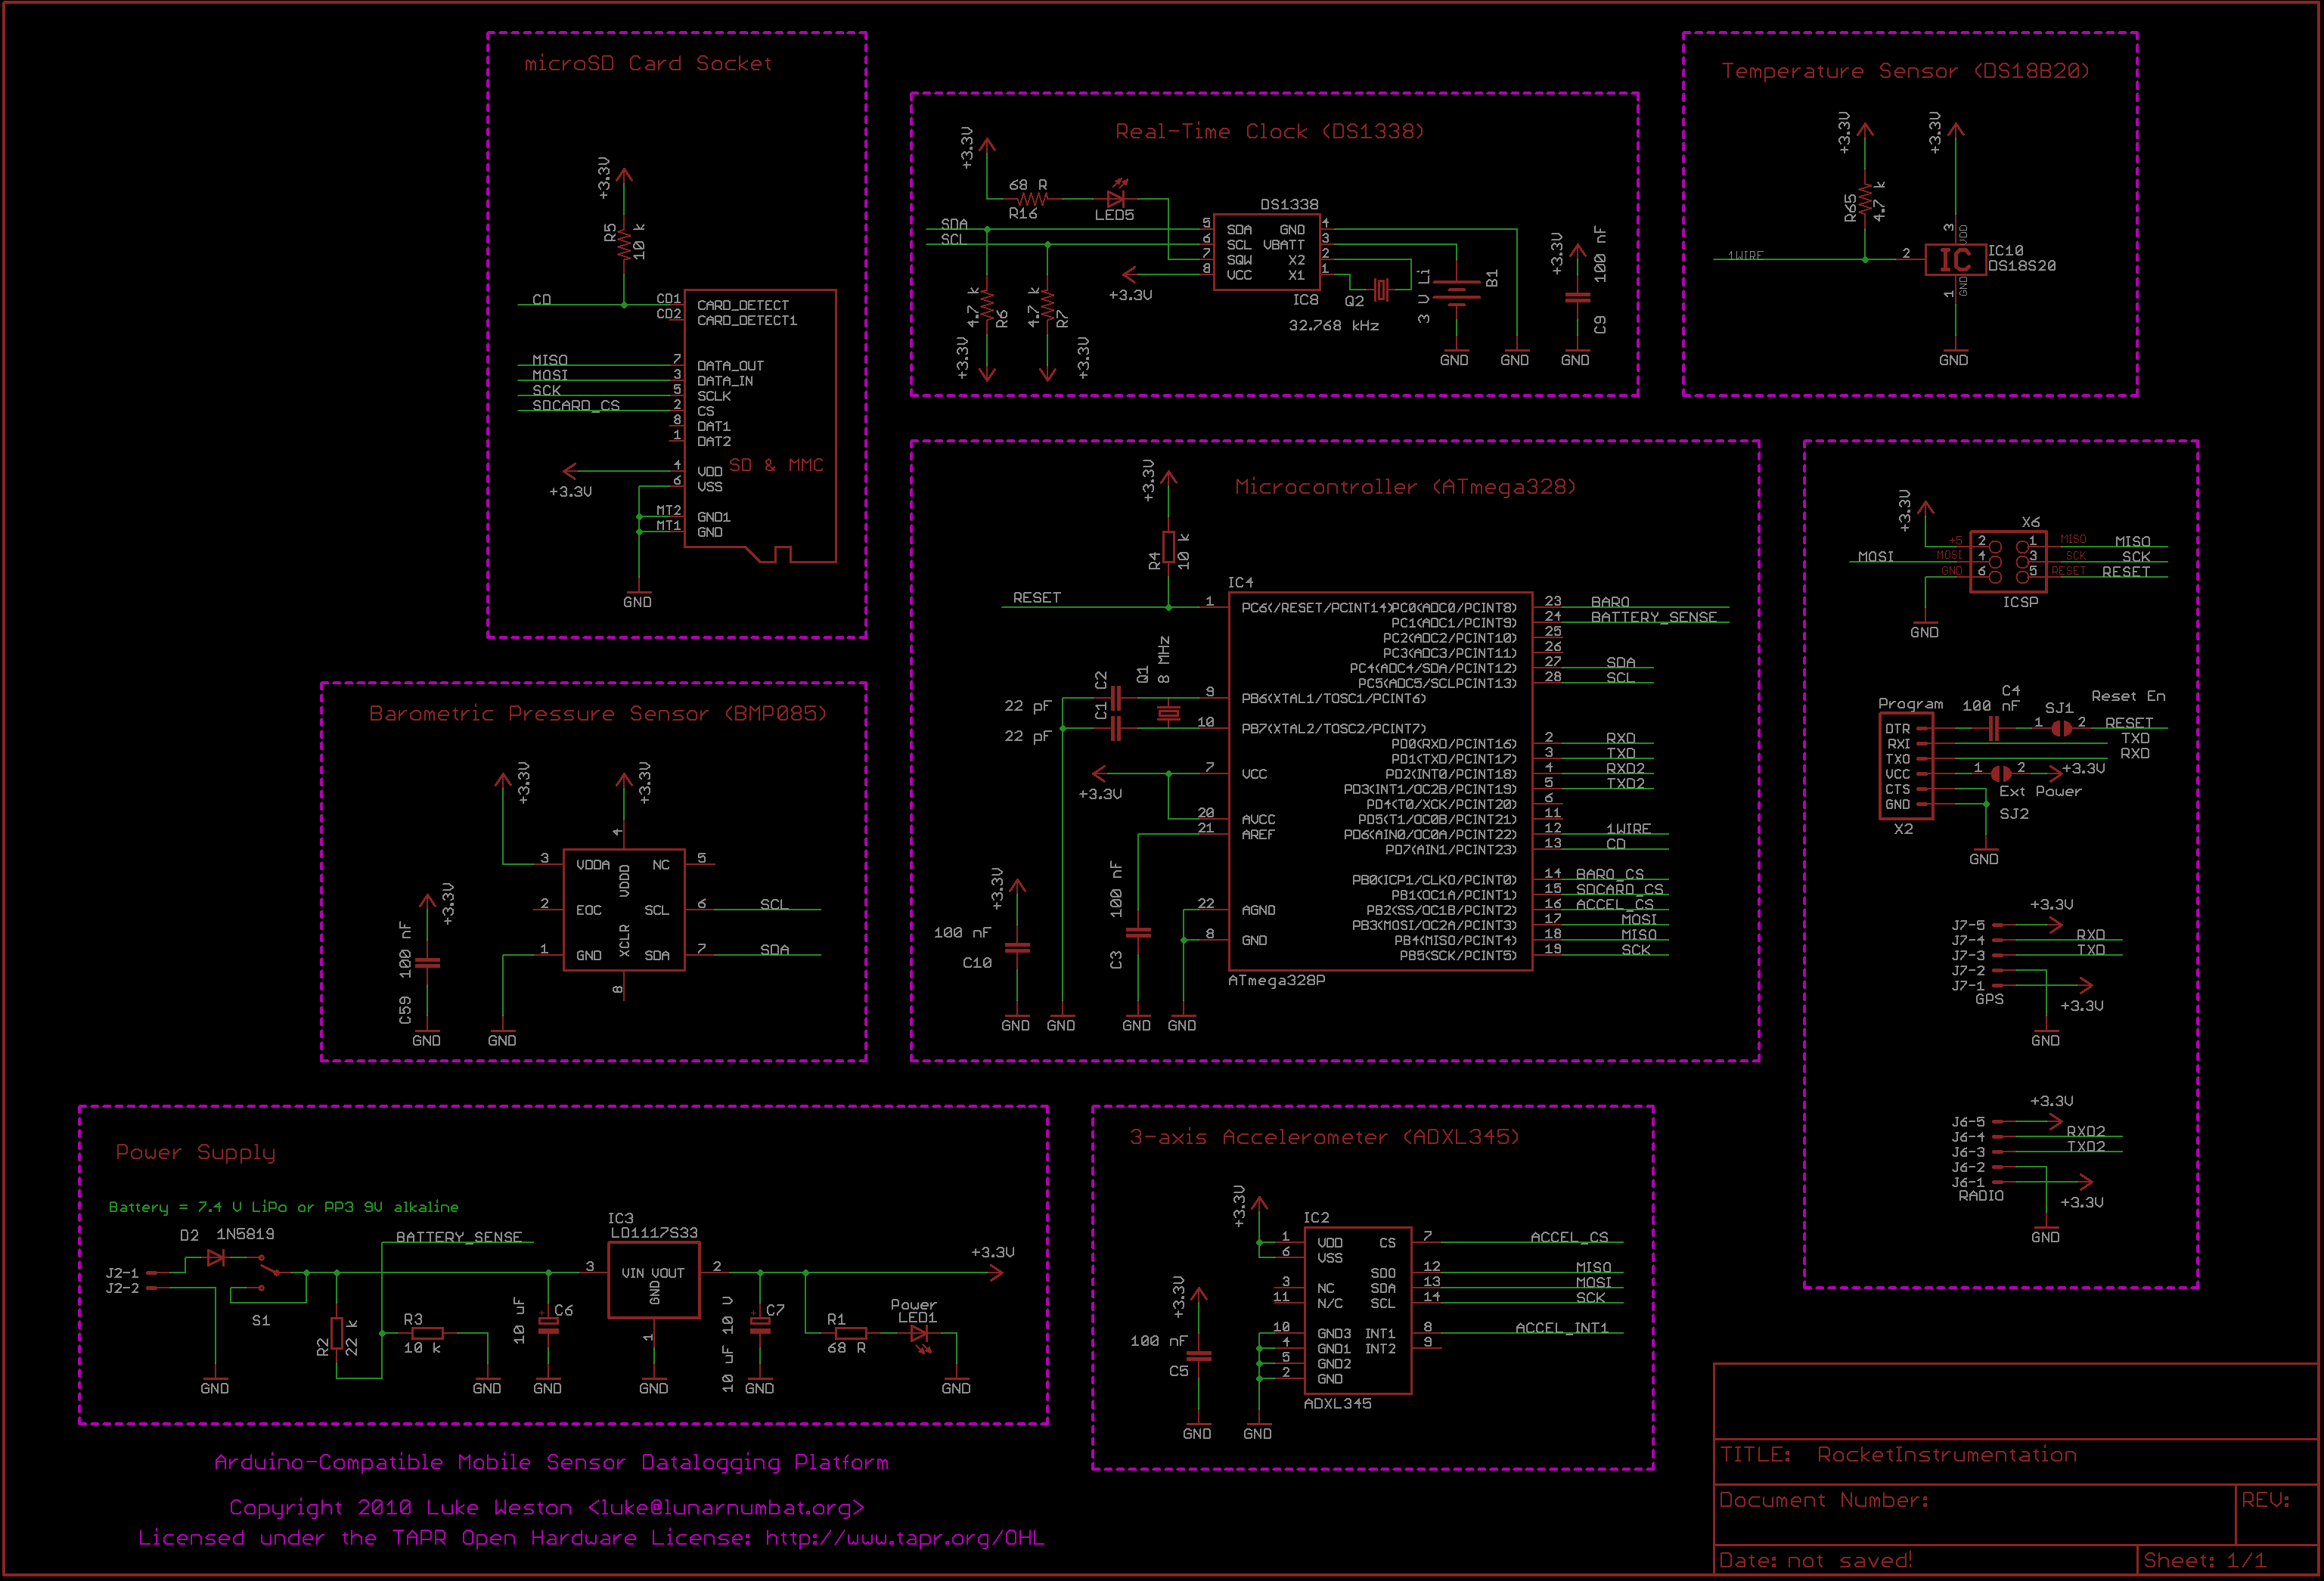 microSD Card Socket
+3.3V
R5
10 k
CD
CD1
CARD_DETECT
CD2
CARD_DETECT1
MISO
7
DATA_OUT
MOSI
3
DATA_IN
SCK
5
SCLK
SDCARD_CS
2
CS
8
DAT1
1
DAT2
4
VDD
SD & MMC
+3.3V
6
VSS
MT2
GND1
MT1
GND
GND
Real-Time Clock (DS1338)
+3.3V
68 R
R16
LED5
DS1338
SDA
5
SDA
GND
4
SCL
6
SCL
VBATT
3
7
SQW
X2
2
8
VCC
X1
1
+3.3V
IC8
Q2
32.768 kHz
4.7 k
R6
4.7 k
R7
+3.3V
+3.3V
3 V Li
B1
GND
GND
+3.3V
100 nF
C9
GND
Temperature Sensor (DS18B20)
+3.3V
+3.3V
R65
4.7 k
1WIRE
2
3
VDD
IC
IC10
DS18S20
1
GND
GND
Microcontroller (ATmega328)
+3.3V
R4
10 k
IC4
RESET
1
PC6(/RESET/PCINT14)
PC0(ADC0/PCINT8)
23
BARO
PC1(ADC1/PCINT9)
24
BATTERY_SENSE
PC2(ADC2/PCINT10)
25
PC3(ADC3/PCINT11)
26
PC4(ADC4/SDA/PCINT12)
27
SDA
PC5(ADC5/SCLPCINT13)
28
SCL
22 pF
C2
C1
Q1
8 MHz
22 pF
9
PB6(XTAL1/TOSC1/PCINT6)
10
PB7(XTAL2/TOSC2/PCINT7)
PD0(RXD/PCINT16)
2
RXD
PD1(TXD/PCINT17)
3
TXD
7
VCC
PD2(INT0/PCINT18)
4
RXD2
+3.3V
PD3(INT1/OC2B/PCINT19)
5
TXD2
PD4(T0/XCK/PCINT20)
6
20
AVCC
PD5(T1/OC0B/PCINT21)
11
21
AREF
PD6(AIN0/OC0A/PCINT22)
12
1WIRE
PD7(AIN1/PCINT23)
13
CD
PB0(ICP1/CLKO/PCINT0)
14
BARO_CS
PB1(OC1A/PCINT1)
15
SDCARD_CS
22
AGND
PB2(SS/OC1B/PCINT2)
16
ACCEL_CS
PB3(MOSI/OC2A/PCINT3)
17
MOSI
8
GND
PB4(MISO/PCINT4)
18
MISO
PB5(SCK/PCINT5)
19
SCK
ATmega328P
+3.3V
100 nF
C10
100 nF
C3
GND
GND
GND
GND
+3.3V
X6
+5
2
1
MISO
MISO
MOSI
MOSI
4
3
SCK
SCK
GND
6
5
RESET
RESET
ICSP
GND
Program
C4
100 nF
SJ1
Reset En
DTR
1
2
RESET
RXI
TXD
TXO
RXD
VCC
1
2
+3.3V
CTS
Ext Power
GND
SJ2
X2
GND
+3.3V
J7-5
J7-4
RXD
J7-3
TXD
J7-2
J7-1
GPS
+3.3V
GND
+3.3V
J6-5
J6-4
RXD2
J6-3
TXD2
J6-2
J6-1
RADIO
+3.3V
GND
Barometric Pressure Sensor (BMP085)
+3.3V
+3.3V
4
3
VDDA
VDDD
NC
5
2
EOC
SCL
6
SCL
1
GND
XCLR
SDA
7
SDA
8
+3.3V
100 nF
C59
GND
GND
Power Supply
Battery = 7.4 V LiPo or PP3 9V alkaline
D2
1N5819
J2-1
J2-2
S1
GND
BATTERY_SENSE
R2
22 k
R3
10 k
GND
10 uF
+
C6
GND
IC3
LD1117S33
3
VIN
VOUT
2
GND
1
GND
10 uF 10 V
+
C7
GND
R1
68 R
Power
LED1
GND
+3.3V
3-axis Accelerometer (ADXL345)
+3.3V
IC2
1
VDD
CS
7
ACCEL_CS
6
VSS
SDO
12
MISO
3
NC
SDA
13
MOSI
11
N/C
SCL
14
SCK
10
GND3
INT1
8
ACCEL_INT1
4
GND1
INT2
9
5
GND2
2
GND
ADXL345
+3.3V
100 nF
C5
GND
GND
Arduino-Compatible Mobile Sensor Datalogging Platform
Copyright 2010 Luke Weston <luke@lunarnumbat.org>
Licensed under the TAPR Open Hardware License: http://www.tapr.org/OHL
TITLE: RocketInstrumentation
Document Number:
REV:
Date: not saved!
Sheet: 1/1